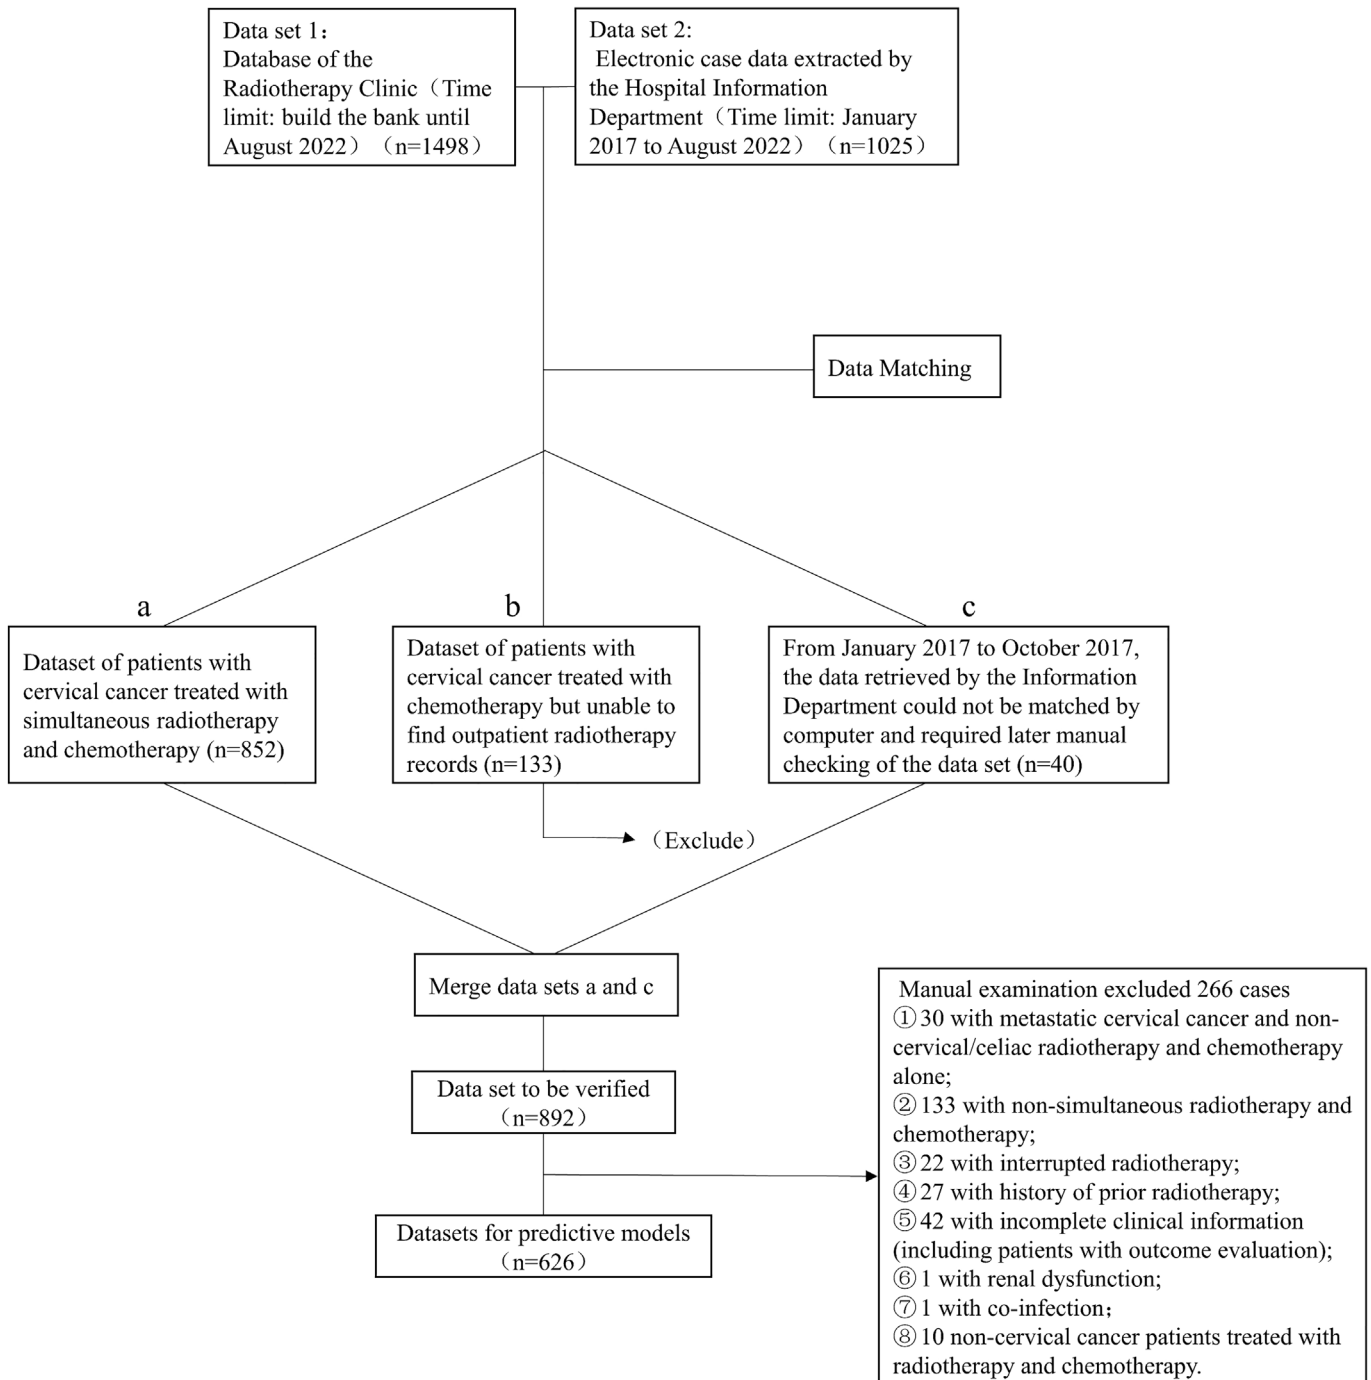 Data set 1：
Database of the
Radiotherapy Clinic（Time
limit: build the bank until
August 2022）（n=1498）
Data set 2:
Electronic case data extracted by
the Hospital Information
Department（Time limit: January
2017 to August 2022）（n=1025）
Data Matching
a
b
c
Dataset of patients with
cervical cancer treated with
simultaneous radiotherapy
and chemotherapy (n=852)
Dataset of patients with
cervical cancer treated with
chemotherapy but unable to
find outpatient radiotherapy
records (n=133)
From January 2017 to October 2017,
the data retrieved by the Information
Department could not be matched by
computer and required later manual
checking of the data set (n=40)
（Exclude）
Merge data sets a and c
Data set to be verified
（n=892）
Datasets for predictive models
（n=626）
Manual examination excluded 266 cases
①30 with metastatic cervical cancer and non-
cervical/celiac radiotherapy and chemotherapy
alone;
②133 with non-simultaneous radiotherapy and
chemotherapy;
③22 with interrupted radiotherapy;
④27 with history of prior radiotherapy;
⑤42 with incomplete clinical information
(including patients with outcome evaluation);
⑥1 with renal dysfunction;
⑦1 with co-infection；
⑧10 non-cervical cancer patients treated with
radiotherapy and chemotherapy.